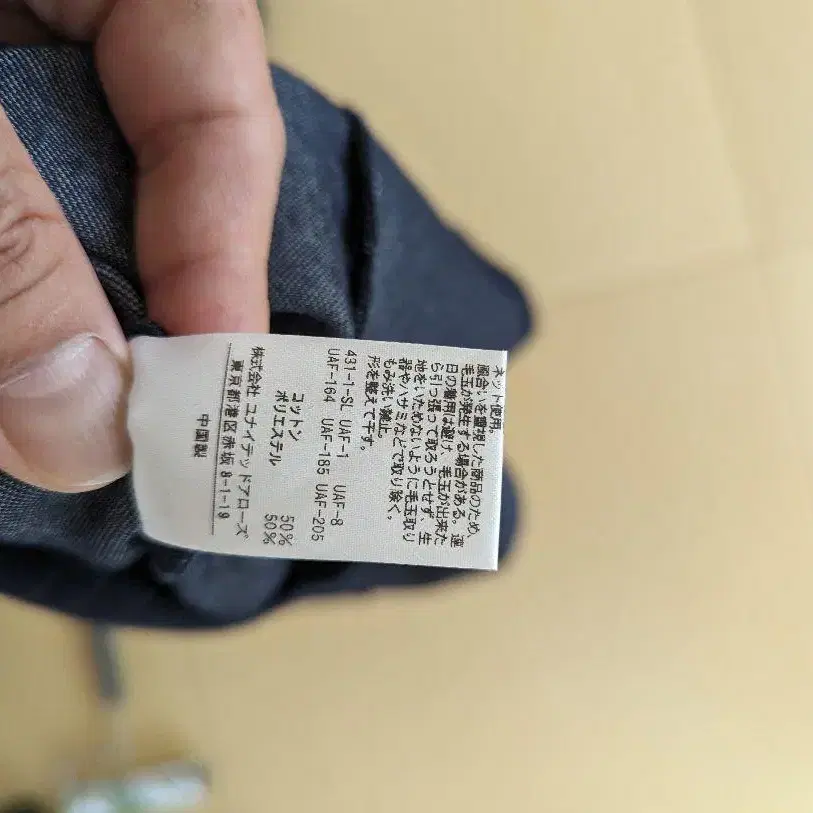 ネット使用。
風合いを重視した商品のため、
毛玉が発生する場合がある。連
日の着用は避け、毛玉が出来た
ら引っ張って取ろうとせず、生
地をいためないように毛玉取り
器やハサミなどで取り除く。
もみ洗い禁止。
形を整えて干す。
431-1-SL UAF-1 UAF-8
UAF-164 UAF-185 UAF-205
コットン 50%
ポリエステル 50%
株式会社 ユナイテッドアローズ
東京都港区赤坂 8-1-19
中国製